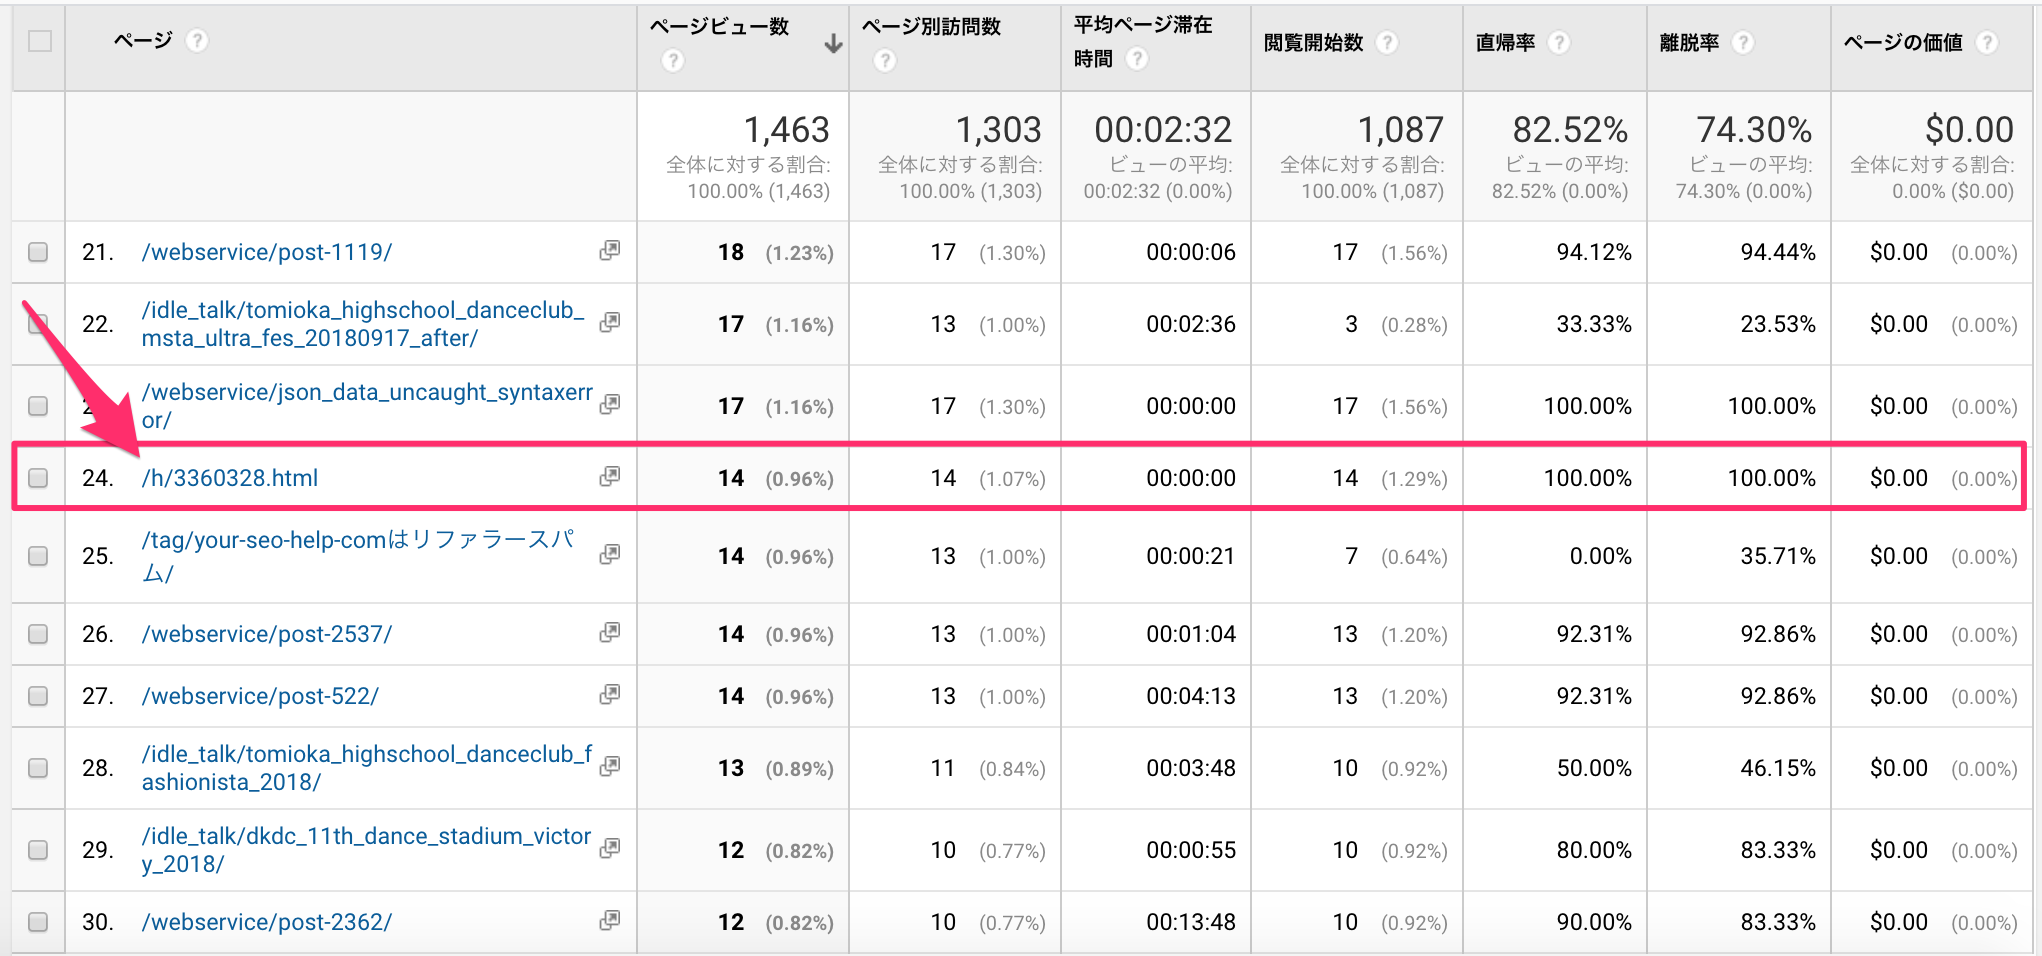 ページ ? ページビュー数 ? ページ別訪問数 ? 平均ページ滞在時間 ? 閲覧開始数 ? 直帰率 ? 離脱率 ? ページの価値 ?
1,463 1,303 00:02:32 1,087 82.52% 74.30% $0.00
全体に対する割合: 全体に対する割合: ビューの平均: 全体に対する割合: ビューの平均: ビューの平均: 全体に対する割合:
100.00% (1,463) 100.00% (1,303) 00:02:32 (0.00%) 100.00% (1,087) 82.52% (0.00%) 74.30% (0.00%) 0.00% ($0.00)
21. /webservice/post-1119/ 18 (1.23%) 17 (1.30%) 00:00:06 17 (1.56%) 94.12% 94.44% $0.00 (0.00%)
22. /idle_talk/tomioka_highschool_danceclub_
msta_ultra_fes_20180917_after/ 17 (1.16%) 13 (1.00%) 00:02:36 3 (0.28%) 33.33% 23.53% $0.00 (0.00%)
/webservice/json_data_uncaught_syntaxerr
or/ 17 (1.16%) 17 (1.30%) 00:00:00 17 (1.56%) 100.00% 100.00% $0.00 (0.00%)
24. /h/3360328.html 14 (0.96%) 14 (1.07%) 00:00:00 14 (1.29%) 100.00% 100.00% $0.00 (0.00%)
25. /tag/your-seo-help-comはリファラースパ
ム/ 14 (0.96%) 13 (1.00%) 00:00:21 7 (0.64%) 0.00% 35.71% $0.00 (0.00%)
26. /webservice/post-2537/ 14 (0.96%) 13 (1.00%) 00:01:04 13 (1.20%) 92.31% 92.86% $0.00 (0.00%)
27. /webservice/post-522/ 14 (0.96%) 13 (1.00%) 00:04:13 13 (1.20%) 92.31% 92.86% $0.00 (0.00%)
28. /idle_talk/tomioka_highschool_danceclub_f
ashionista_2018/ 13 (0.89%) 11 (0.84%) 00:03:48 10 (0.92%) 50.00% 46.15% $0.00 (0.00%)
29. /idle_talk/dkdc_11th_dance_stadium_victor
y_2018/ 12 (0.82%) 10 (0.77%) 00:00:55 10 (0.92%) 80.00% 83.33% $0.00 (0.00%)
30. /webservice/post-2362/ 12 (0.82%) 10 (0.77%) 00:13:48 10 (0.92%) 90.00% 83.33% $0.00 (0.00%)